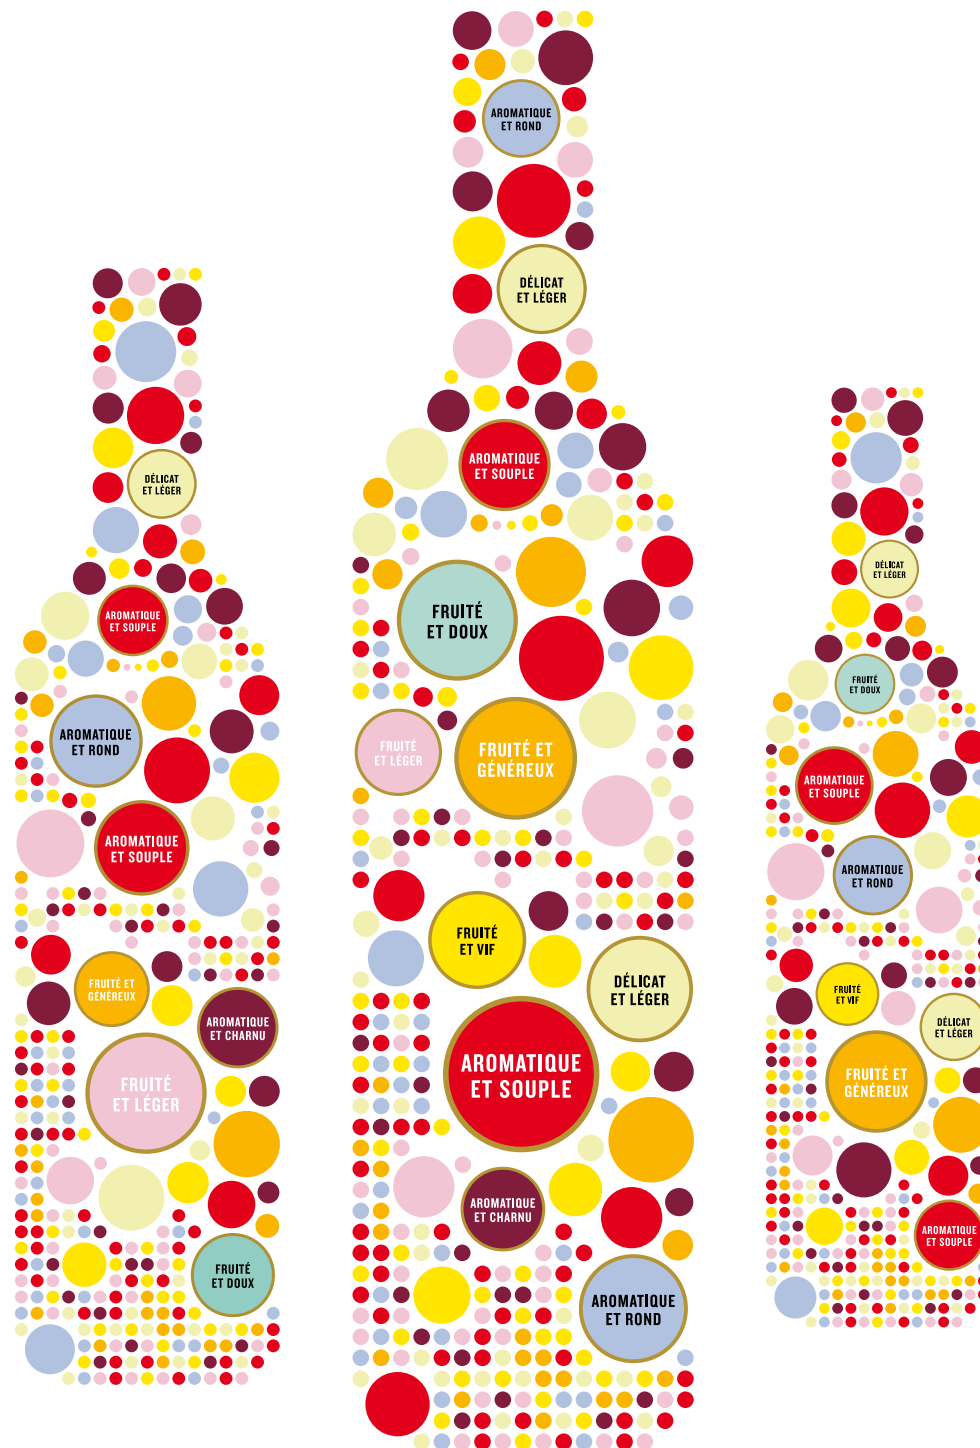 DÉLICAT
ET LÉGER
AROMATIQUE
ET SOUPLE
AROMATIQUE
ET ROND
AROMATIQUE
ET SOUPLE
FRUITÉ ET
GÉNÉREUX
AROMATIQUE
ET CHARNU
FRUITÉ
ET LÉGER
FRUITÉ
ET DOUX
AROMATIQUE
ET ROND
DÉLICAT
ET LÉGER
AROMATIQUE
ET SOUPLE
FRUITÉ
ET DOUX
FRUITÉ
ET LÉGER
FRUITÉ ET
GÉNÉREUX
FRUITÉ
ET VIF
DÉLICAT
ET LÉGER
AROMATIQUE
ET SOUPLE
AROMATIQUE
ET CHARNU
AROMATIQUE
ET ROND
DÉLICAT
ET LÉGER
FRUITÉ
ET DOUX
AROMATIQUE
ET SOUPLE
AROMATIQUE
ET ROND
FRUITÉ
ET VIF
DÉLICAT
ET LÉGER
FRUITÉ ET
GÉNÉREUX
AROMATIQUE
ET SOUPLE